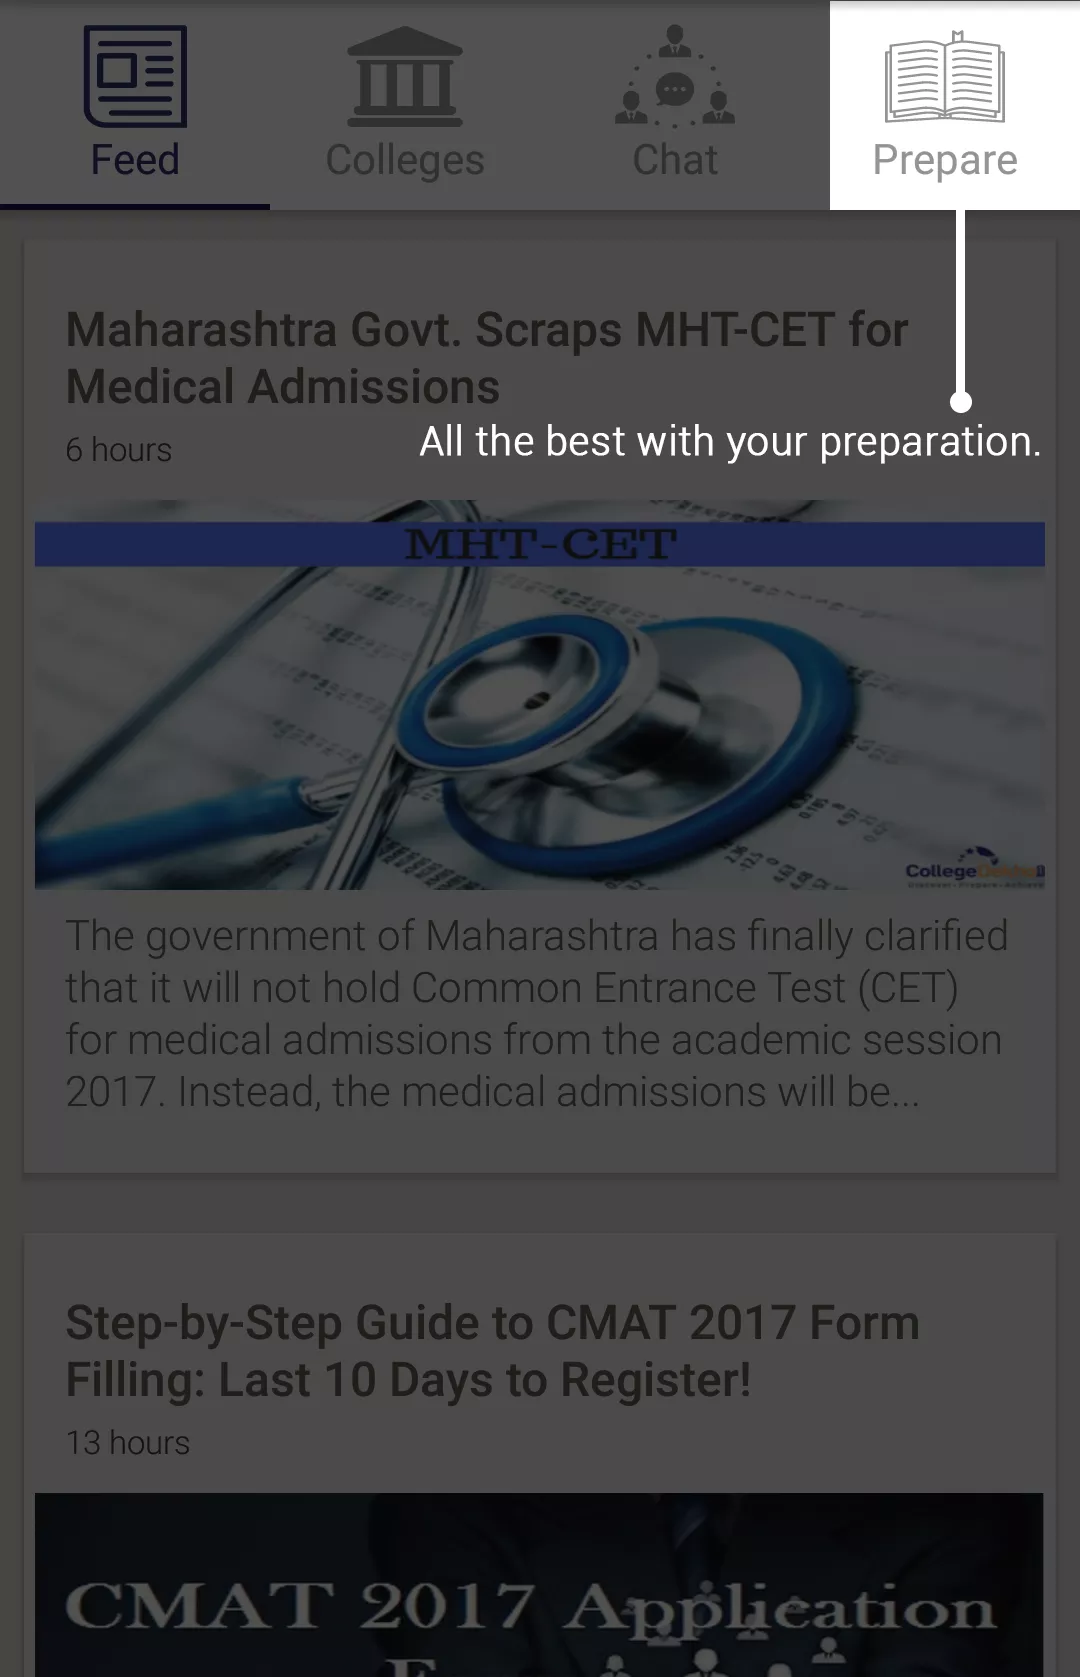 Feed
Colleges
Chat
Prepare
Maharashtra Govt. Scraps MHT-CET for
Medical Admissions
6 hours
All the best with your preparation.
MHT-CET
CollegeDekho
The government of Maharashtra has finally clarified
that it will not hold Common Entrance Test (CET)
for medical admissions from the academic session
2017. Instead, the medical admissions will be...
Step-by-Step Guide to CMAT 2017 Form
Filling: Last 10 Days to Register!
13 hours
CMAT 2017 Application